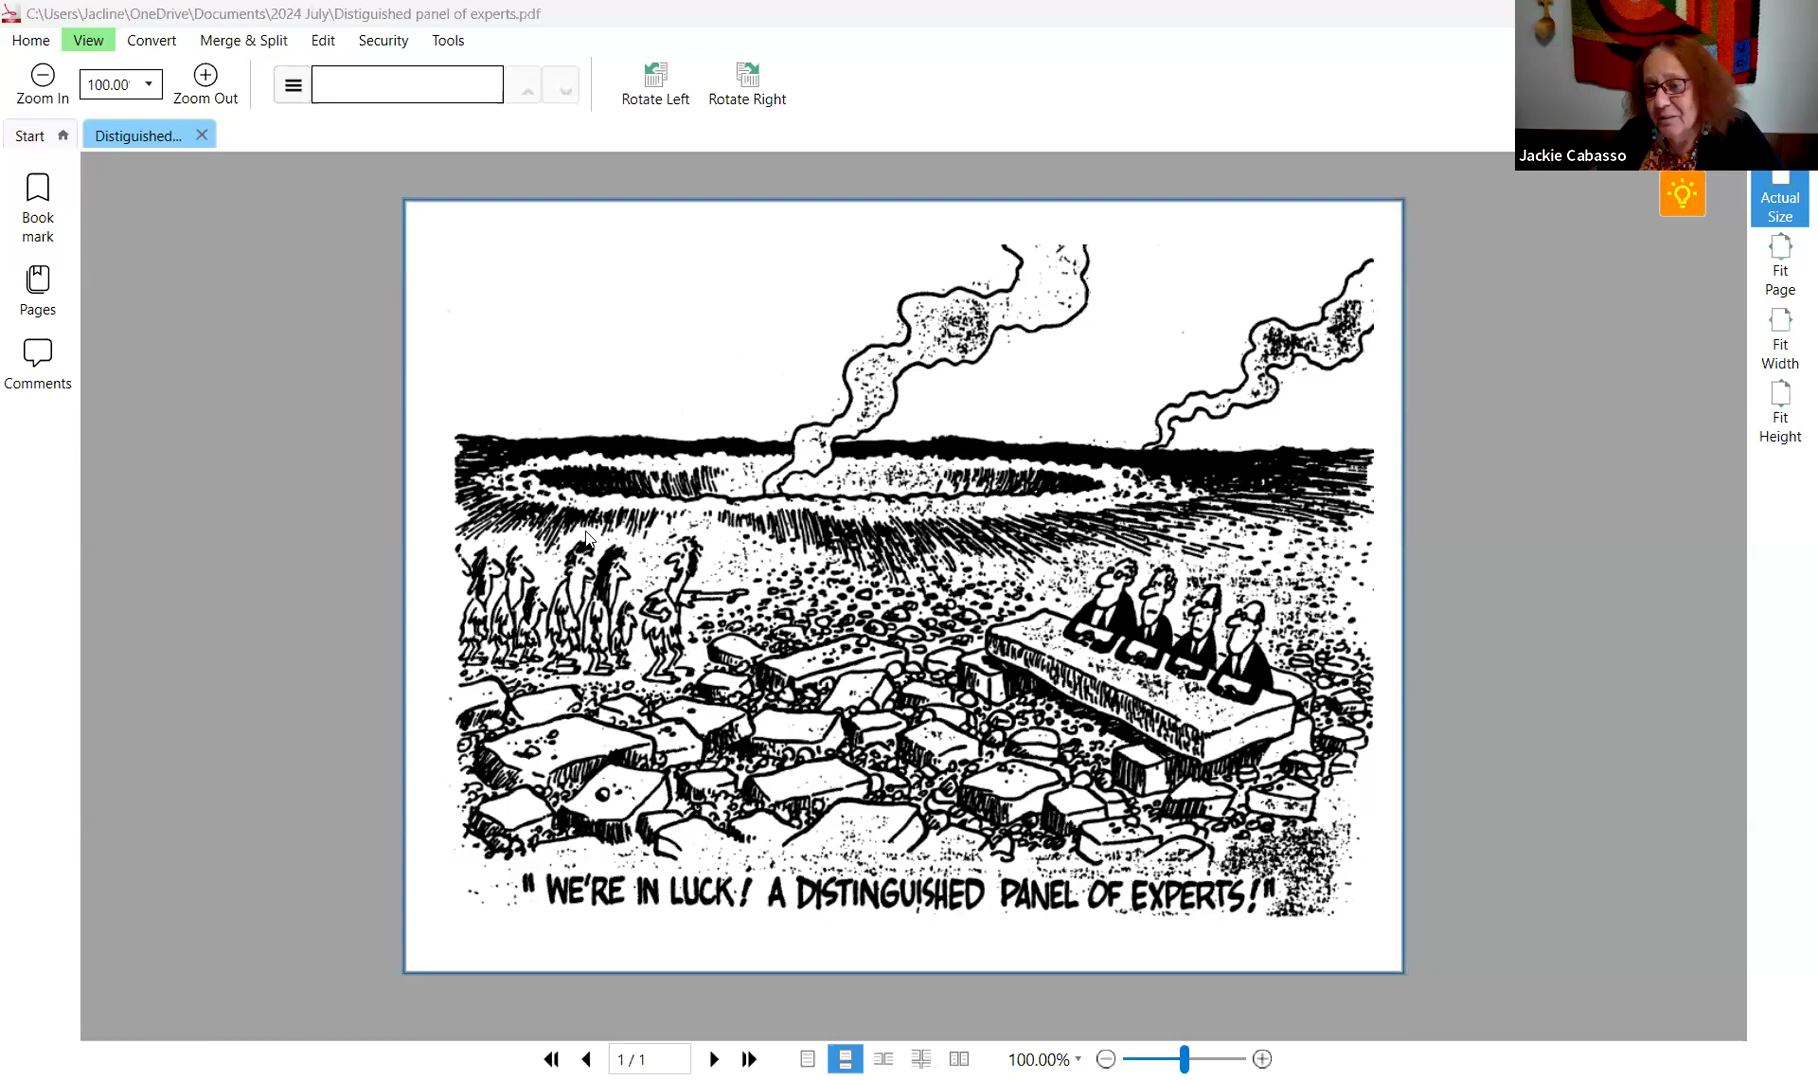 C:\Users\Jacline\OneDrive\Documents\2024 July\Distiguished panel of experts.pdf
Home View Convert Merge & Split Edit Security Tools
Zoom In 100.00 Zoom Out Rotate Left Rotate Right
Start Distiguished...
Jackie Cabasso
Book
mark
Pages
Comments
Actual
Size
Fit
Page
Fit
Width
Fit
Height
" WE'RE IN LUCK! A DISTINGUISHED PANEL OF EXPERTS!"
1 / 1 100.00%